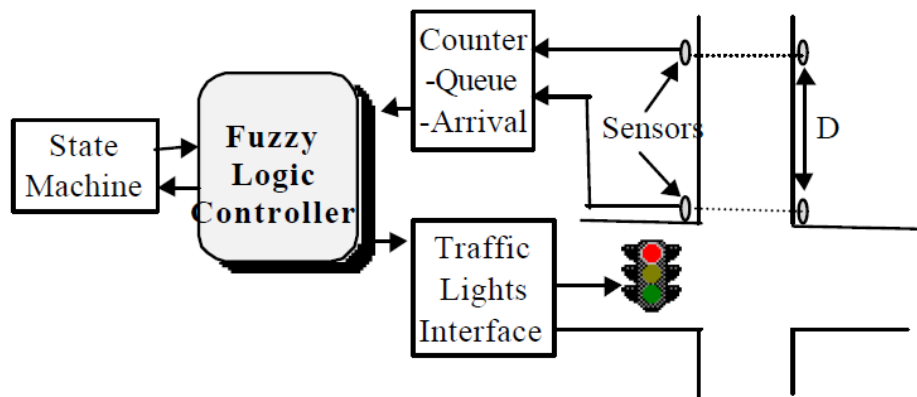 Counter
-Queue
-Arrival
Sensors
D
State
Machine
Fuzzy
Logic
Controller
Traffic
Lights
Interface